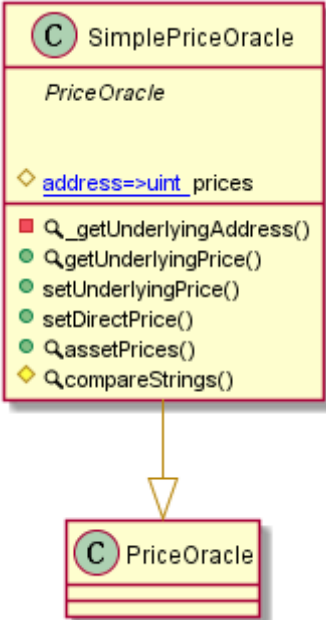 C SimplePriceOracle
PriceOracle
address=>uint prices
_getUnderlyingAddress()
getUnderlyingPrice()
setUnderlyingPrice()
setDirectPrice()
assetPrices()
compareStrings()
C PriceOracle